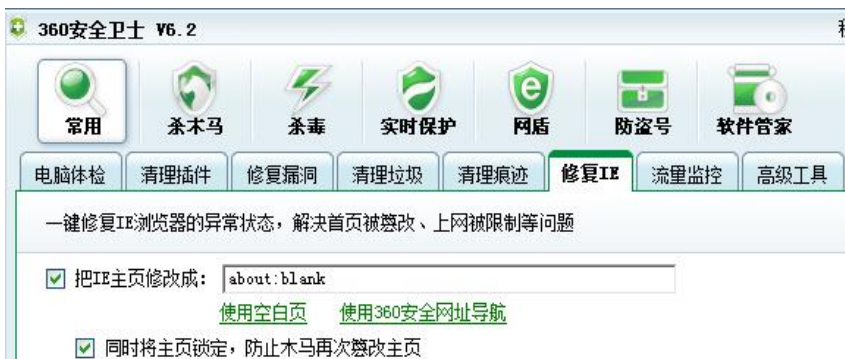 360安全卫士 V6.2
常用 杀木马 杀毒 实时保护 网盾 防盗号 软件管家
电脑体检 清理插件 修复漏洞 清理垃圾 清理痕迹 修复IE 流量监控 高级工具
一键修复IE浏览器的异常状态，解决首页被篡改、上网被限制等问题
把IE主页修改成： about:blank
使用空白页 使用360安全网址导航
同时将主页锁定，防止木马再次篡改主页